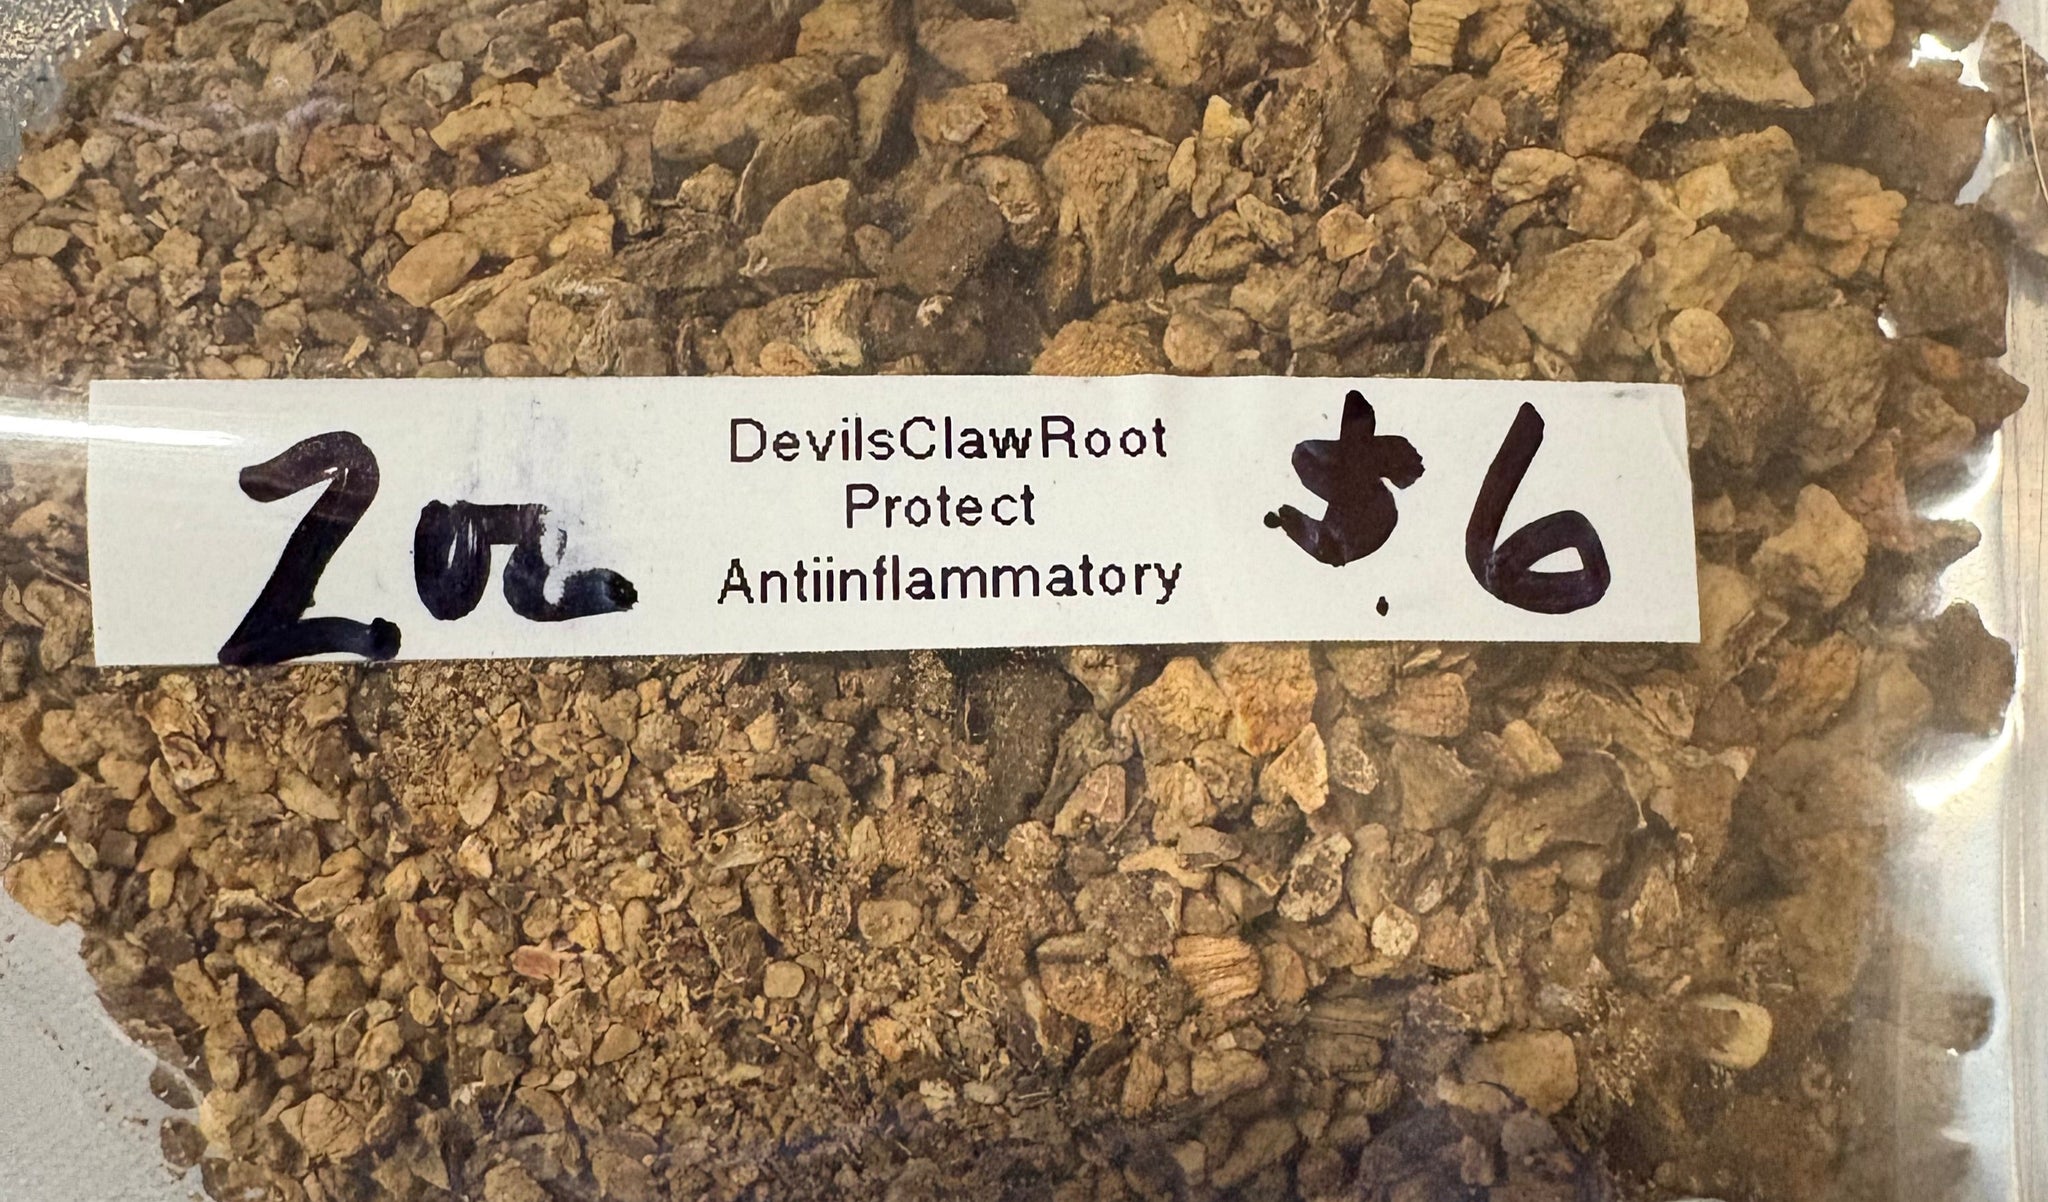 2oz
DevilsClawRoot
Protect
Antiinflammatory
$6